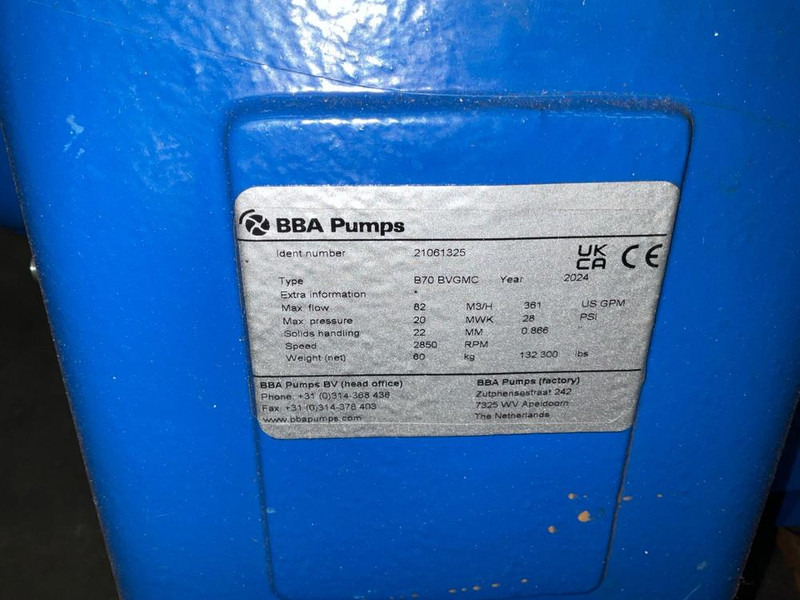 BBA Pumps
Ident number 21061325 UK CA CE
Type B70 BVGMC Year 2024
Extra information *
Max. flow 82 M3/H 361 US GPM
Max. pressure 20 MWK 28 PSI
Solids handling 22 MM 0.866
Speed 2850 RPM
Weight (net) 60 kg 132.300 lbs
BBA Pumps BV (head office)
Phone: +31 (0)314-368 436
Fax: +31 (0)314-378 403
www.bbapumps.com
BBA Pumps (factory)
Zutphensestraat 242
7325 WV Apeldoorn
The Netherlands